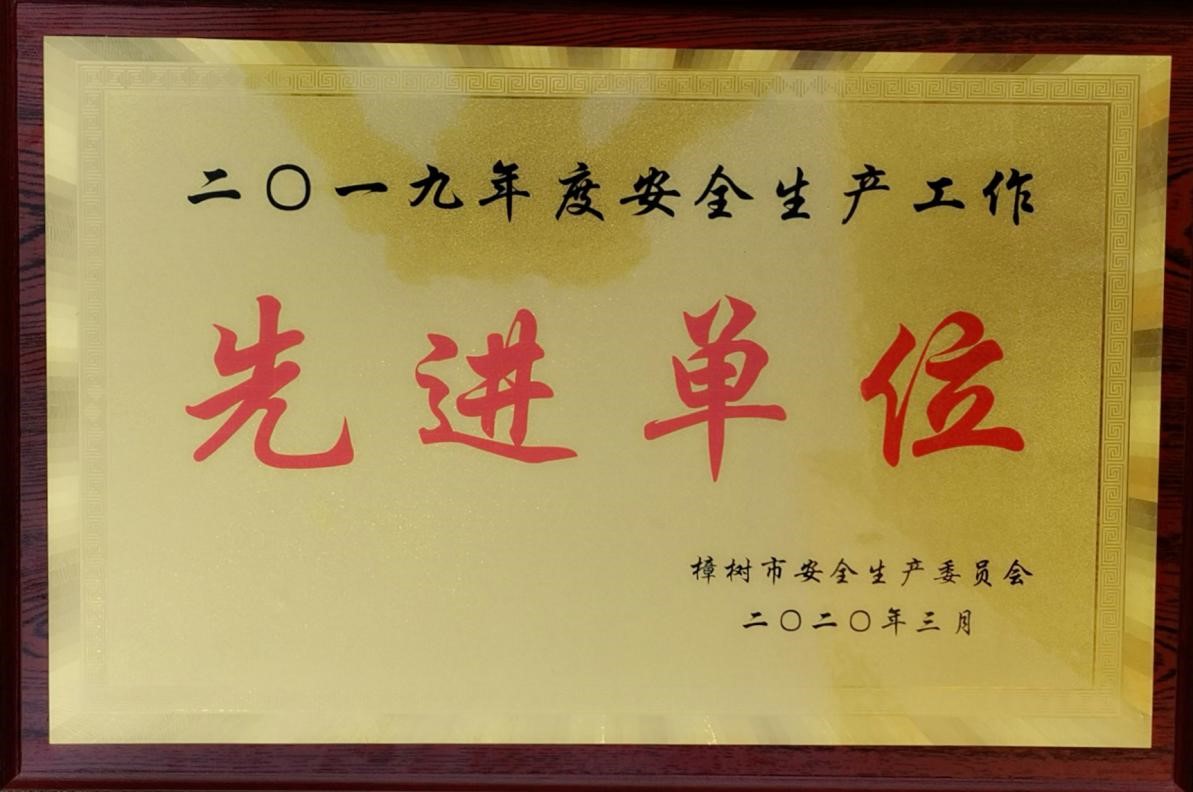 二〇一九年度安全生产工作
先进单位
樟树市安全生产委员会
二〇二〇年三月